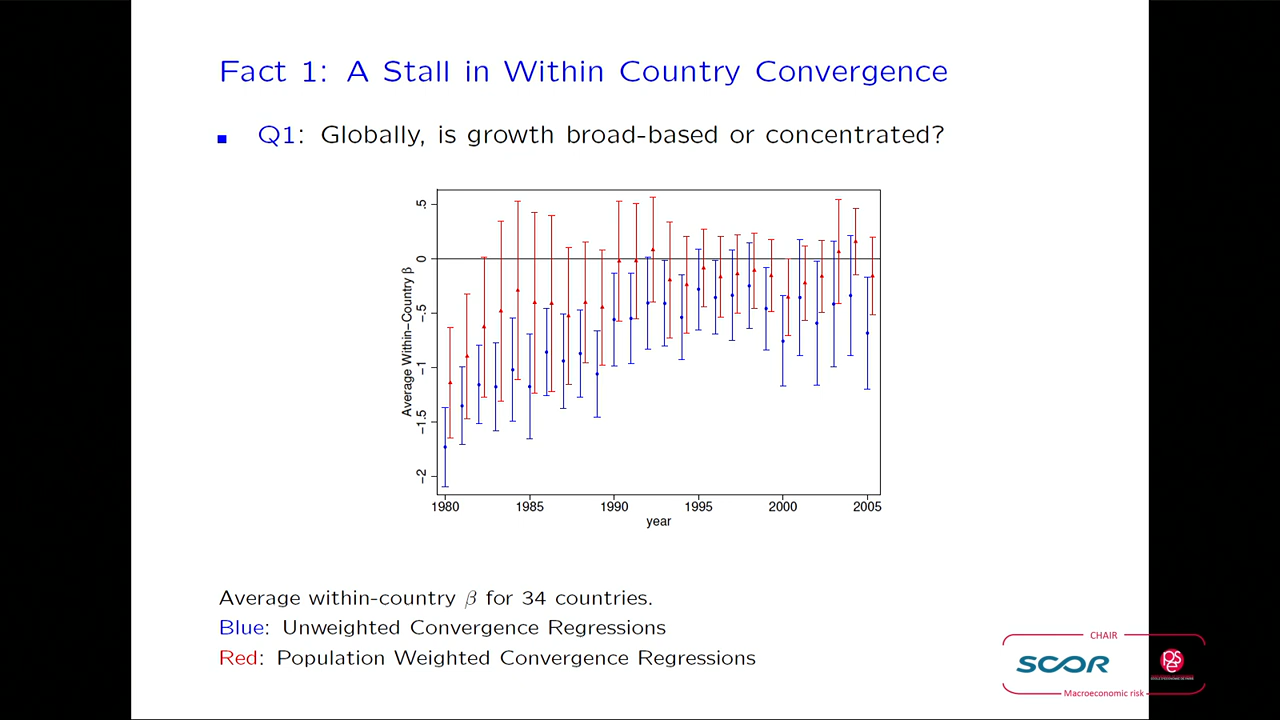 Fact 1: A Stall in Within Country Convergence
Q1: Globally, is growth broad-based or concentrated?
Average Within-Country β
.5
0
-.5
-1
-1.5
-2
1980 1985 1990 1995 2000 2005
year
Average within-country β for 34 countries.
Blue: Unweighted Convergence Regressions
Red: Population Weighted Convergence Regressions
CHAIR
SCOR
pse
Macroeconomic risk